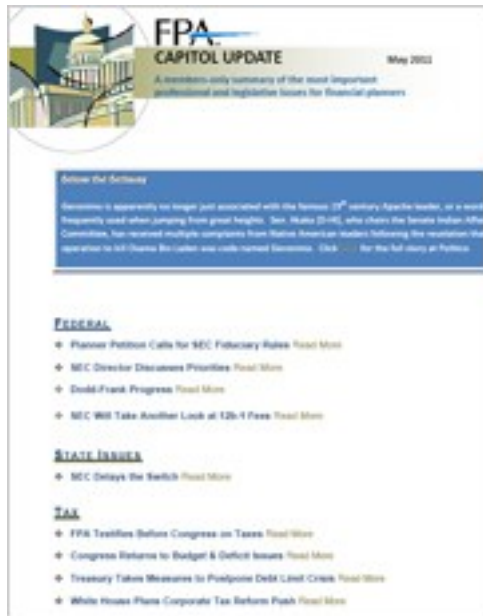 FPA
CAPITOL UPDATE
May 2011
A members-only summary of the most important
professional and legislative issues for financial planners
Below the Beltway
Geronimo is apparently no longer just associated with the famous 19th century Apache leader, or a word
frequently used when jumping from great heights. Sen. Akaka (D-HI), who chairs the Senate Indian Affa
Committee, has received multiple complaints from Native American leaders following the revelation tha
operation to kill Osama Bin Laden was code named Geronimo. Click for the full story at Politico
FEDERAL
Planner Petition Calls for SEC Fiduciary Rules Read More
SEC Director Discusses Priorities Read More
Dodd-Frank Progress Read More
SEC Will Take Another Look at 12b-1 Fees Read More
STATE ISSUES
SEC Delays the Switch Read More
TAX
FPA Testifies Before Congress on Taxes Read More
Congress Returns to Budget & Deficit Issues Read More
Treasury Takes Measures to Postpone Debt Limit Crisis Read More
White House Plans Corporate Tax Reform Push Read More